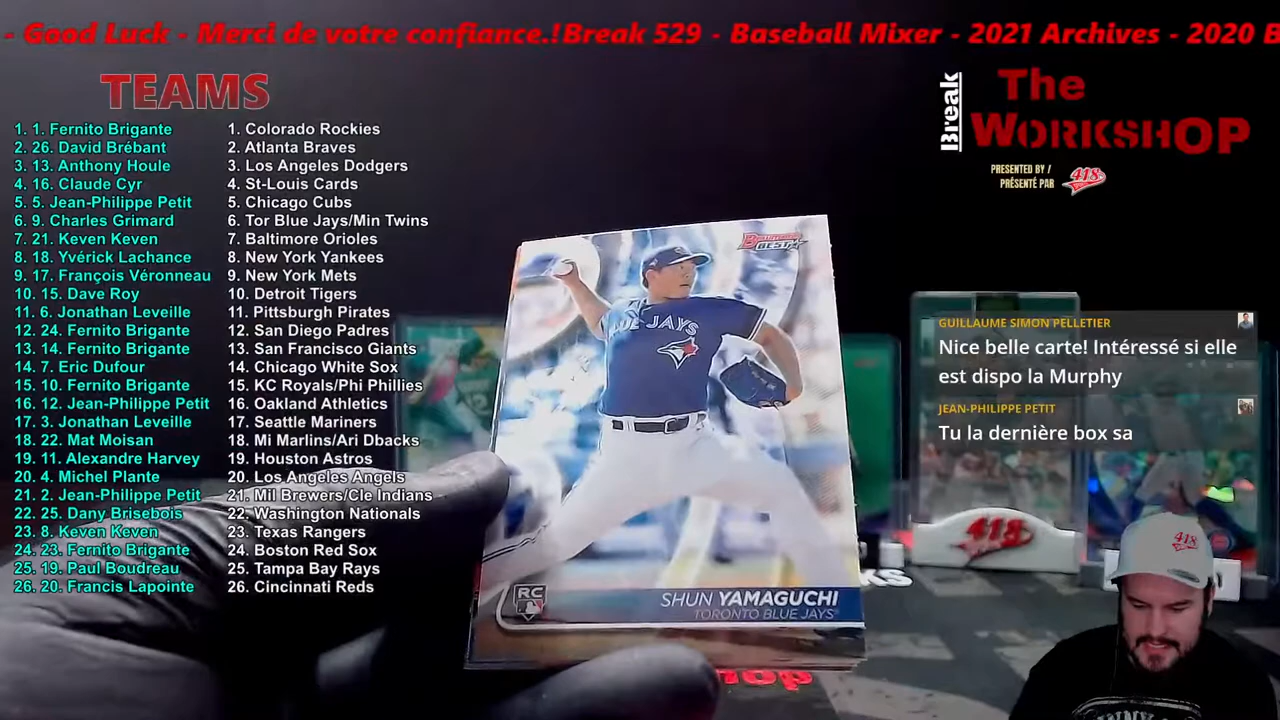 - Good Luck - Merci de votre confiance.!Break 529 - Baseball Mixer - 2021 Archives - 2020 B
TEAMS
1. 1. Fernito Brigante 1. Colorado Rockies
2. 26. David Brébant 2. Atlanta Braves
3. 13. Anthony Houle 3. Los Angeles Dodgers
4. 16. Claude Cyr 4. St-Louis Cards
5. 5. Jean-Philippe Petit 5. Chicago Cubs
6. 9. Charles Grimard 6. Tor Blue Jays/Min Twins
7. 21. Keven Keven 7. Baltimore Orioles
8. 18. Yvérick Lachance 8. New York Yankees
9. 17. François Véronneau 9. New York Mets
10. 15. Dave Roy 10. Detroit Tigers
11. 6. Jonathan Leveille 11. Pittsburgh Pirates
12. 24. Fernito Brigante 12. San Diego Padres
13. 14. Fernito Brigante 13. San Francisco Giants
14. 7. Eric Dufour 14. Chicago White Sox
15. 10. Fernito Brigante 15. KC Royals/Phi Phillies
16. 12. Jean-Philippe Petit 16. Oakland Athletics
17. 3. Jonathan Leveille 17. Seattle Mariners
18. 22. Mat Moisan 18. Mi Marlins/Ari Dbacks
19. 11. Alexandre Harvey 19. Houston Astros
20. 4. Michel Plante 20. Los Angeles Angels
21. 2. Jean-Philippe Petit 21. Mil Brewers/Cle Indians
22. 25. Dany Brisebois 22. Washington Nationals
23. 8. Keven Keven 23. Texas Rangers
24. 23. Fernito Brigante 24. Boston Red Sox
25. 19. Paul Boudreau 25. Tampa Bay Rays
26. 20. Francis Lapointe 26. Cincinnati Reds
Break
The
WORKSHOP
PRESENTED BY /
PRÉSENTÉ PAR
418
BOWMAN'S
BEST
BLUE JAYS
RC
SHUN YAMAGUCHI
TORONTO BLUE JAYS
GUILLAUME SIMON PELLETIER
Nice belle carte! Intéressé si elle
est dispo la Murphy
JEAN-PHILIPPE PETIT
Tu la dernière box sa
418
418